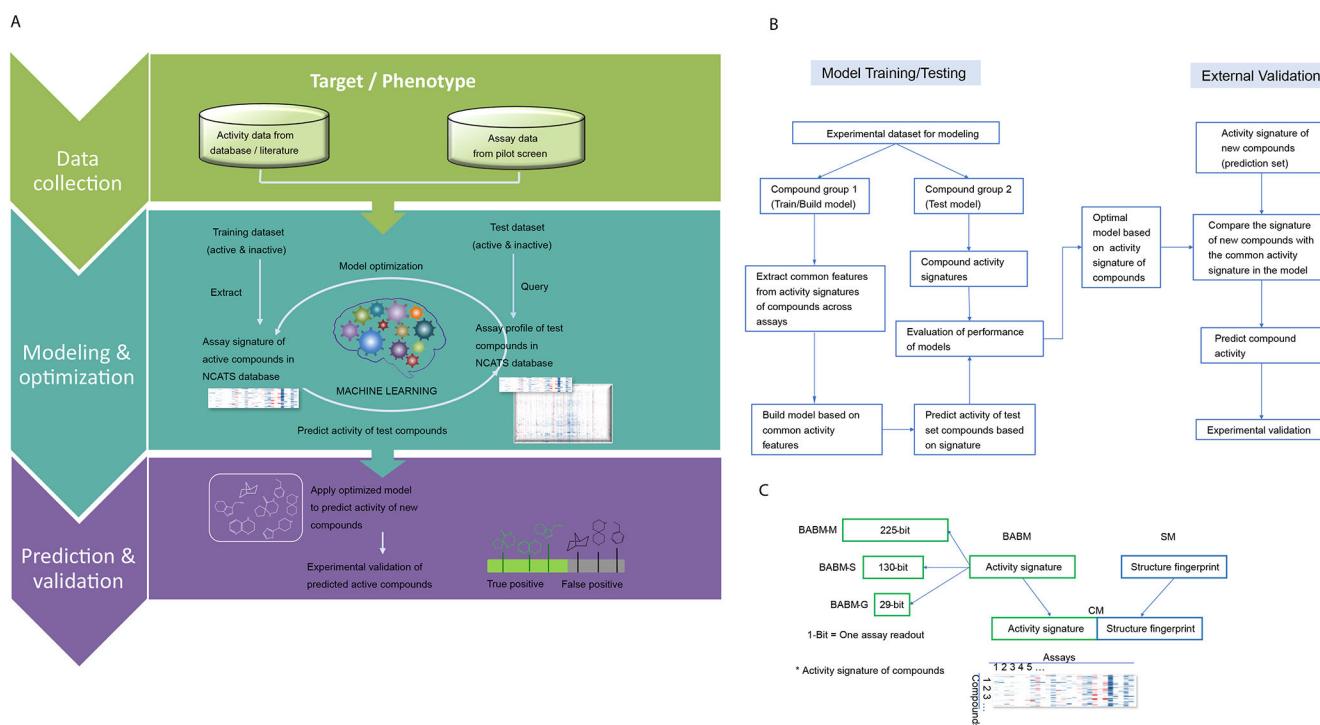 A
Data
collection
Target / Phenotype
Activity data from
database / literature
Assay data
from pilot screen
Modeling &
optimization
Training dataset
(active & inactive)
Test dataset
(active & inactive)
Model optimization
Extract
Query
Assay signature of
active compounds in
NCATS database
Assay profile of test
compounds in
NCATS database
MACHINE LEARNING
Predict activity of test compounds
Prediction &
validation
Apply optimized model
to predict activity of new
compounds
Experimental validation of
predicted active compounds
True positive
False positive
B
Model Training/Testing
External Validation
Experimental dataset for modeling
Compound group 1
(Train/Build model)
Compound group 2
(Test model)
Extract common features
from activity signatures
of compounds across
assays
Compound activity
signatures
Evaluation of performance
of models
Build model based on
common activity
features
Predict activity of test
set compounds based on
signature
Optimal
model based
on activity
signature of
compounds
Activity signature of
new compounds
(prediction set)
Compare the signature
of new compounds with
the common activity
signature in the model
Predict compound
activity
Experimental validation
C
BABM-M
225-bit
BABM-S
130-bit
BABM-G
29-bit
1-Bit = One assay readout
BABM
Activity signature
SM
Structure fingerprint
CM
Activity signature
Structure fingerprint
* Activity signature of compounds
Assays
1 2 3 4 5 ...
Compounds
1 2 3 ...